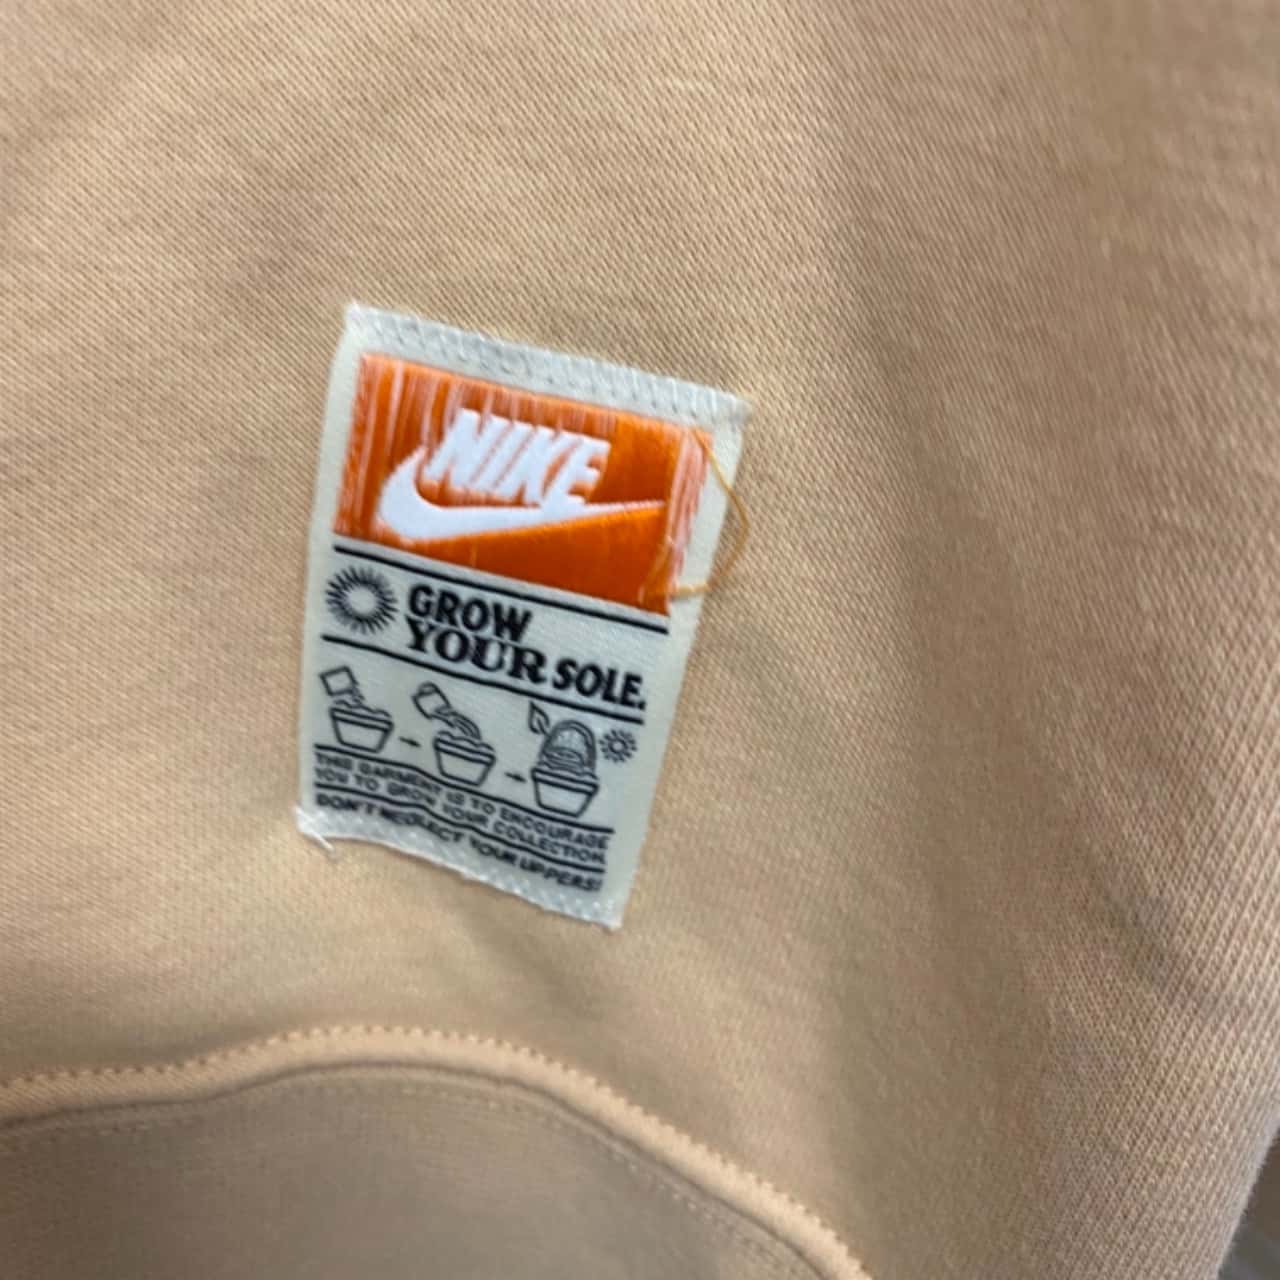 NIKE
GROW
YOUR SOLE.
THIS GARMENT IS TO ENCOURAGE
YOU TO GROW YOUR COLLECTION.
DON'T NEGLECT YOUR UPPERS!